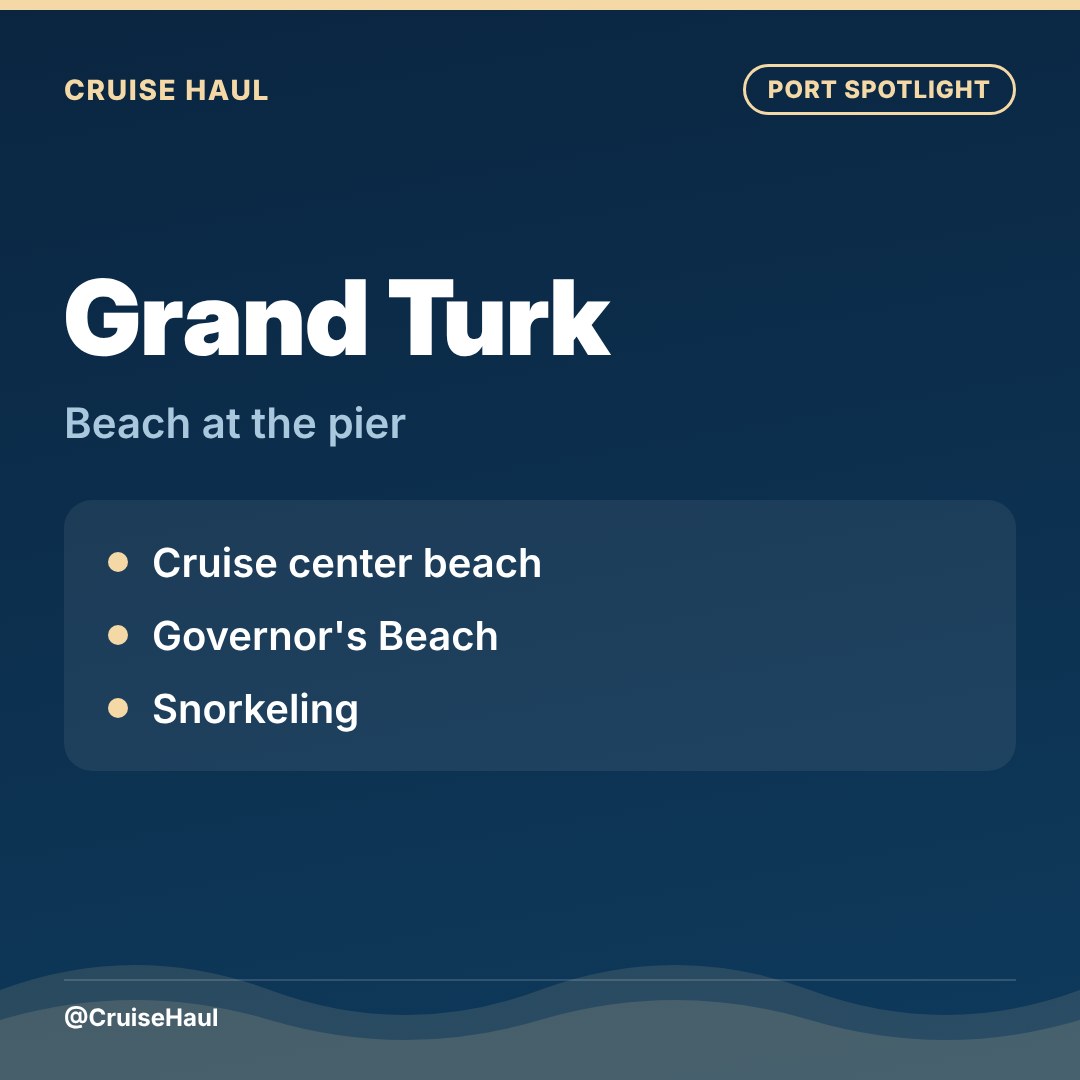 CRUISE HAUL
PORT SPOTLIGHT
Grand Turk
Beach at the pier
Cruise center beach
Governor's Beach
Snorkeling
@CruiseHaul